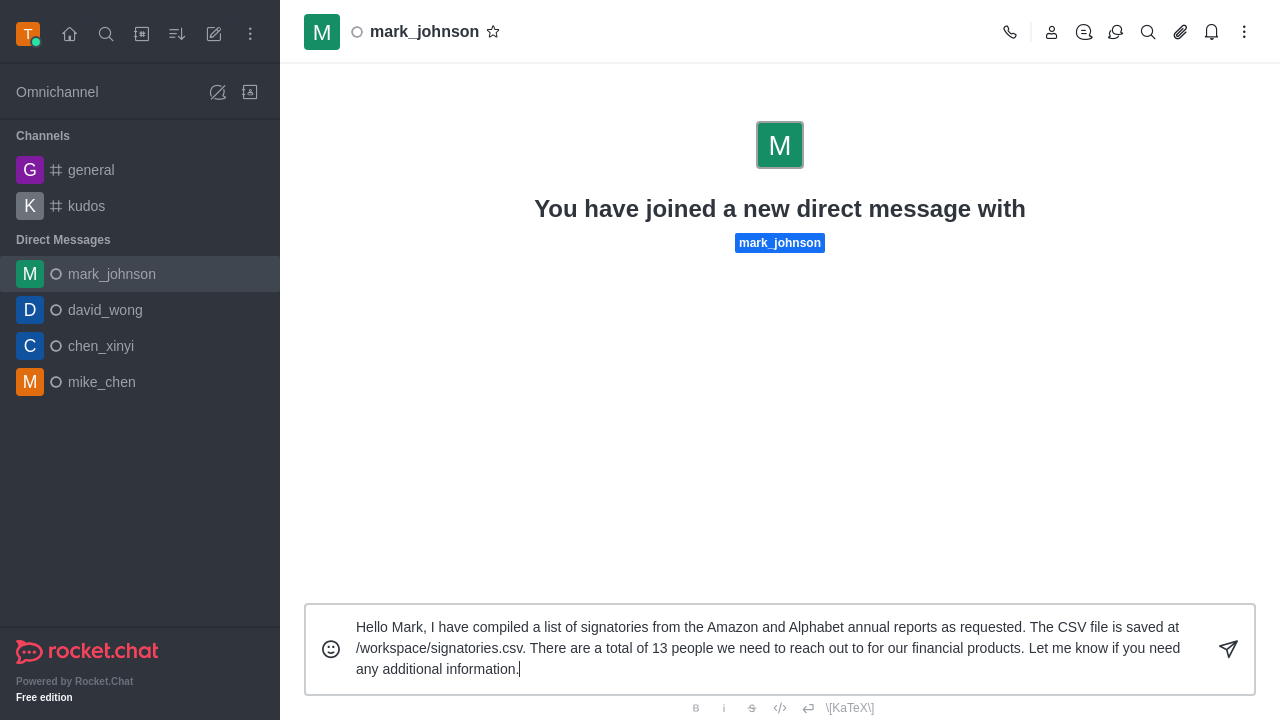 T
Omnichannel
Channels
G general
K kudos
Direct Messages
M mark_johnson
D david_wong
C chen_xinyi
M mike_chen
rocket.chat
Powered by Rocket.Chat
Free edition
M mark_johnson
M
You have joined a new direct message with
mark_johnson
Hello Mark, I have compiled a list of signatories from the Amazon and Alphabet annual reports as requested. The CSV file is saved at
/workspace/signatories.csv. There are a total of 13 people we need to reach out to for our financial products. Let me know if you need
any additional information.
B i S \[KaTeX\]